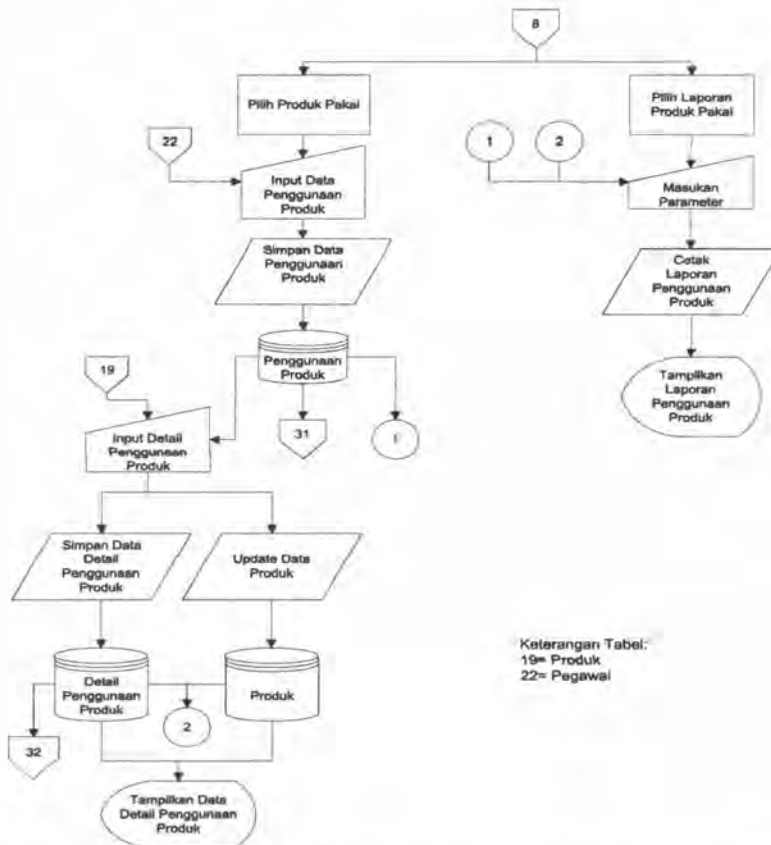 8
Pilih Produk Pakai
Pilih Laporan
Produk Pakai
22
1
2
Input Data
Penggunaan
Produk
Masukan
Parameter
Simpan Data
Penggunaan
Produk
Cetak
Laporan
Penggunaan
Produk
Penggunaan
Produk
19
Tampilkan
Laporan
Penggunaan
Produk
31
1
Input Detail
Penggunaan
Produk
Simpan Data
Detail
Penggunaan
Produk
Update Data
Produk
Keterangan Tabel:
19= Produk
22= Pegawai
Detail
Penggunaan
Produk
Produk
2
32
Tampilkan Data
Detail Penggunaan
Produk